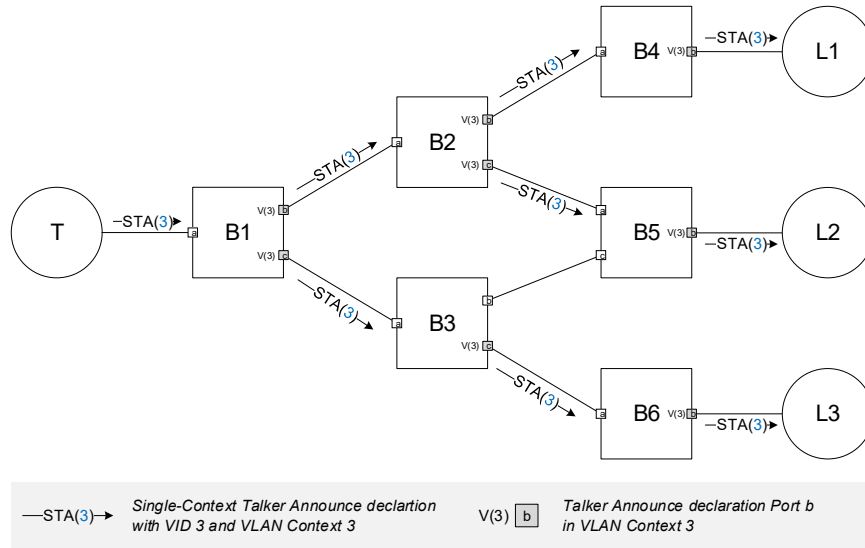 STA(3)
B4
a
V(3) b
STA(3)
L1
STA(3)
B2
a
V(3) b
V(3) c
STA(3)
T
STA(3)
B1
a
V(3) b
V(3) c
B5
a
c
V(3) b
STA(3)
L2
STA(3)
B3
a
b
V(3) c
STA(3)
B6
a
V(3) b
STA(3)
L3
STA(3) Single-Context Talker Announce declartion
with VID 3 and VLAN Context 3
V(3) b Talker Announce declaration Port b
in VLAN Context 3